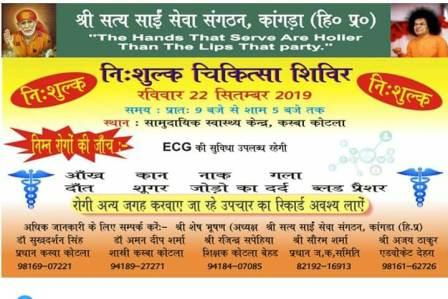 श्री सत्य साईं सेवा संगठन, कांगड़ा (हि० प्र०)
"The Hands That Serve Are Holier
Than The Lips That party."
निःशुल्क
निःशुल्क चिकित्सा शिविर
निःशुल्क
रविवार 22 सितम्बर 2019
समय : प्रातः 9 बजे से शाम 5 बजे तक
स्थान : सामुदायिक स्वास्थ्य केन्द्र, कस्बा कोटला
निम्न रोगों की जाँच :
ECG की सुविधा उपलब्ध रहेगी
आँख कान नाक गला
दाँत शूगर जोड़ो का दर्द ब्लड प्रैशर
रोगी अन्य जगह करवाए जा रहे उपचार का रिकार्ड अवश्य लाऐं
अधिक जानकारी के लिए सम्पर्क करेंः- श्री शेष भूषण (अध्यक्ष श्री सत्य साईं सेवा संगठन, कांगड़ा (हि.प्र)
डॉ सुखदर्शन सिंह डॉ अमन दीप शर्मा श्री रजिन्द्र सपेहिया श्री सौरभ शर्मा श्री अजय ठाकुर
प्रधान कस्बा कोटला शासी कस्बा कोटला शिक्षक कोटला बेहड प्रधान ज,क,समिति एडवोकेट देहरा
98169-07221 94189-27271 94184-07085 82192-16913 98161-62726